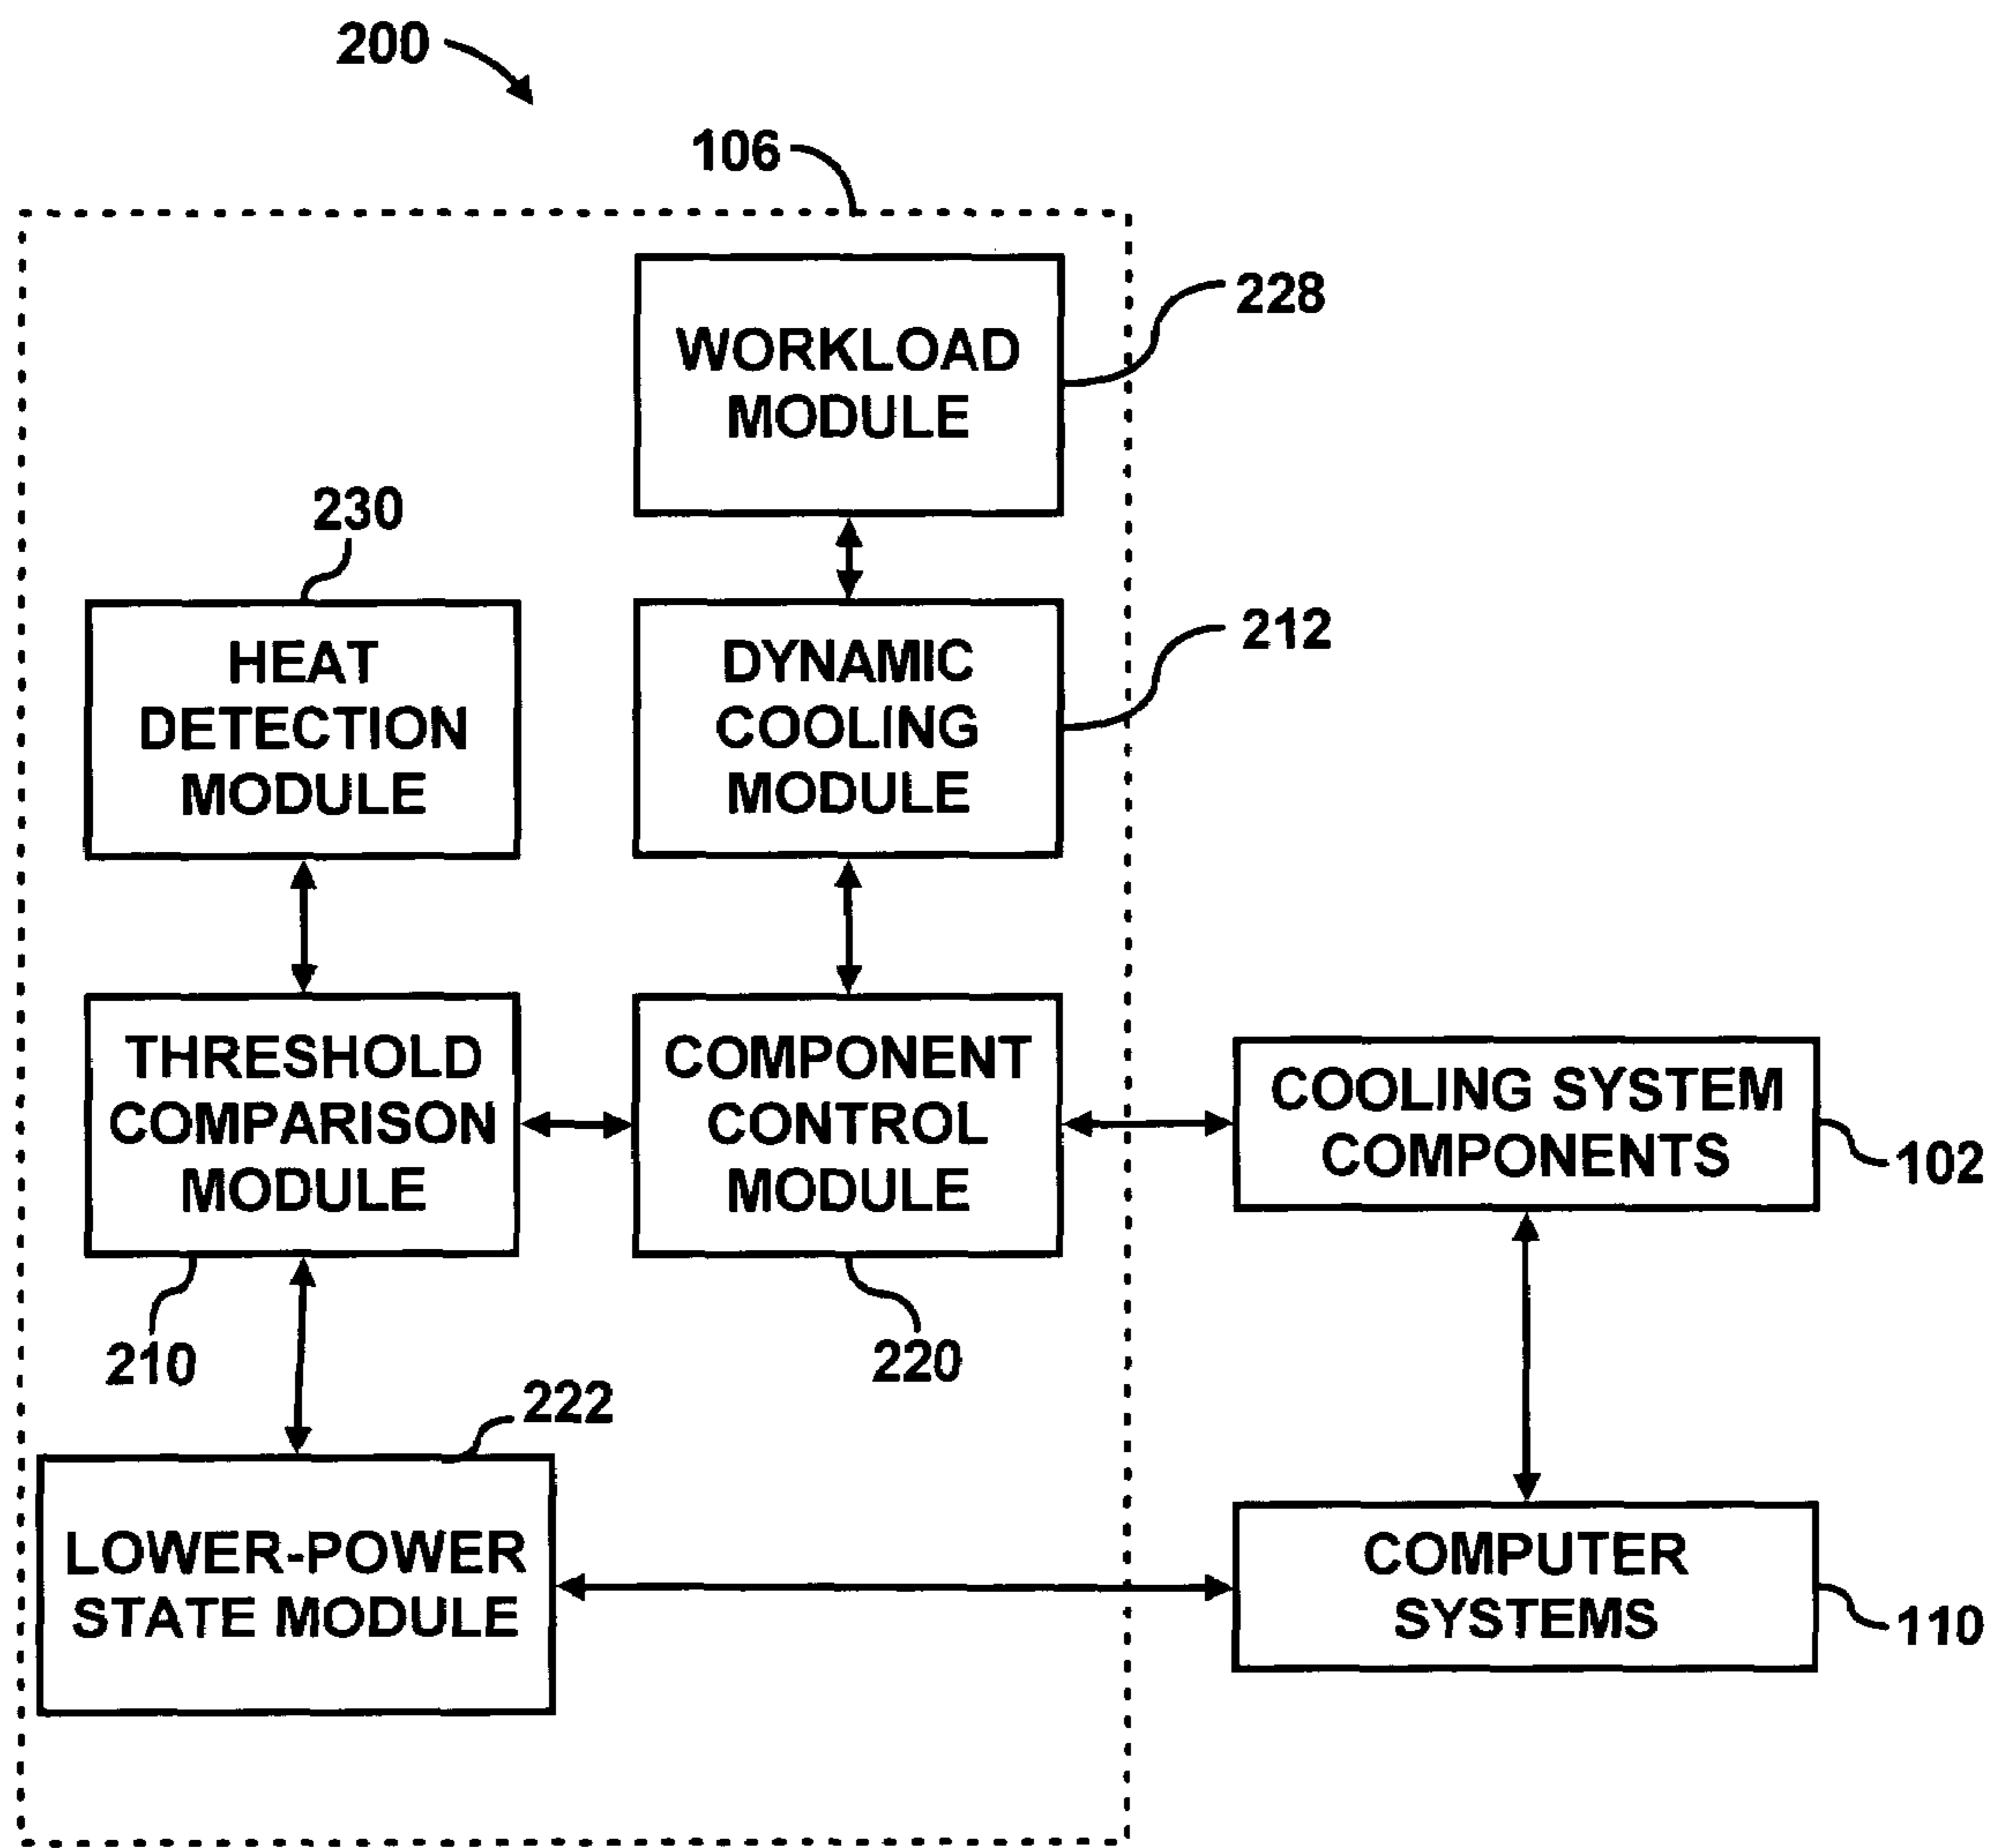 200
106
WORKLOAD
MODULE
228
230
HEAT
DETECTION
MODULE
DYNAMIC
COOLING
MODULE
212
THRESHOLD
COMPARISON
MODULE
COMPONENT
CONTROL
MODULE
COOLING SYSTEM
COMPONENTS
102
210
220
222
LOWER-POWER
STATE MODULE
COMPUTER
SYSTEMS
110